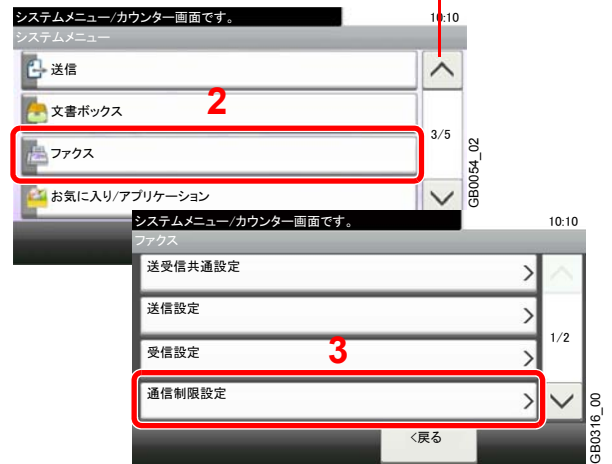 システムメニュー/カウンター画面です。
10:10
システムメニュー
送信
文書ボックス
2
ファクス
3/5
お気に入り/アプリケーション
GB0054_02
システムメニュー/カウンター画面です。
10:10
ファクス
送受信共通設定
送信設定
1/2
受信設定
3
通信制限設定
<戻る
GB0316_00